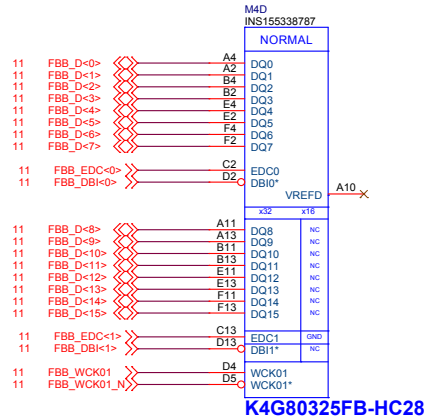 M4D
INS155338787
NORMAL
11 FBB_D<0> A4 DQ0
11 FBB_D<1> A2 DQ1
11 FBB_D<2> B4 DQ2
11 FBB_D<3> B2 DQ3
11 FBB_D<4> E4 DQ4
11 FBB_D<5> E2 DQ5
11 FBB_D<6> F4 DQ6
11 FBB_D<7> F2 DQ7
11 FBB_EDC<0> C2 EDC0
11 FBB_DBI<0> D2 DBI0*
VREFD A10
x32 x16
11 FBB_D<8> A11 DQ8 NC
11 FBB_D<9> A13 DQ9 NC
11 FBB_D<10> B11 DQ10 NC
11 FBB_D<11> B13 DQ11 NC
11 FBB_D<12> E11 DQ12 NC
11 FBB_D<13> E13 DQ13 NC
11 FBB_D<14> F11 DQ14 NC
11 FBB_D<15> F13 DQ15 NC
11 FBB_EDC<1> C13 EDC1 GND
11 FBB_DBI<1> D13 DBI1* NC
11 FBB_WCK01 D4 WCK01
11 FBB_WCK01_N D5 WCK01*
K4G80325FB-HC28